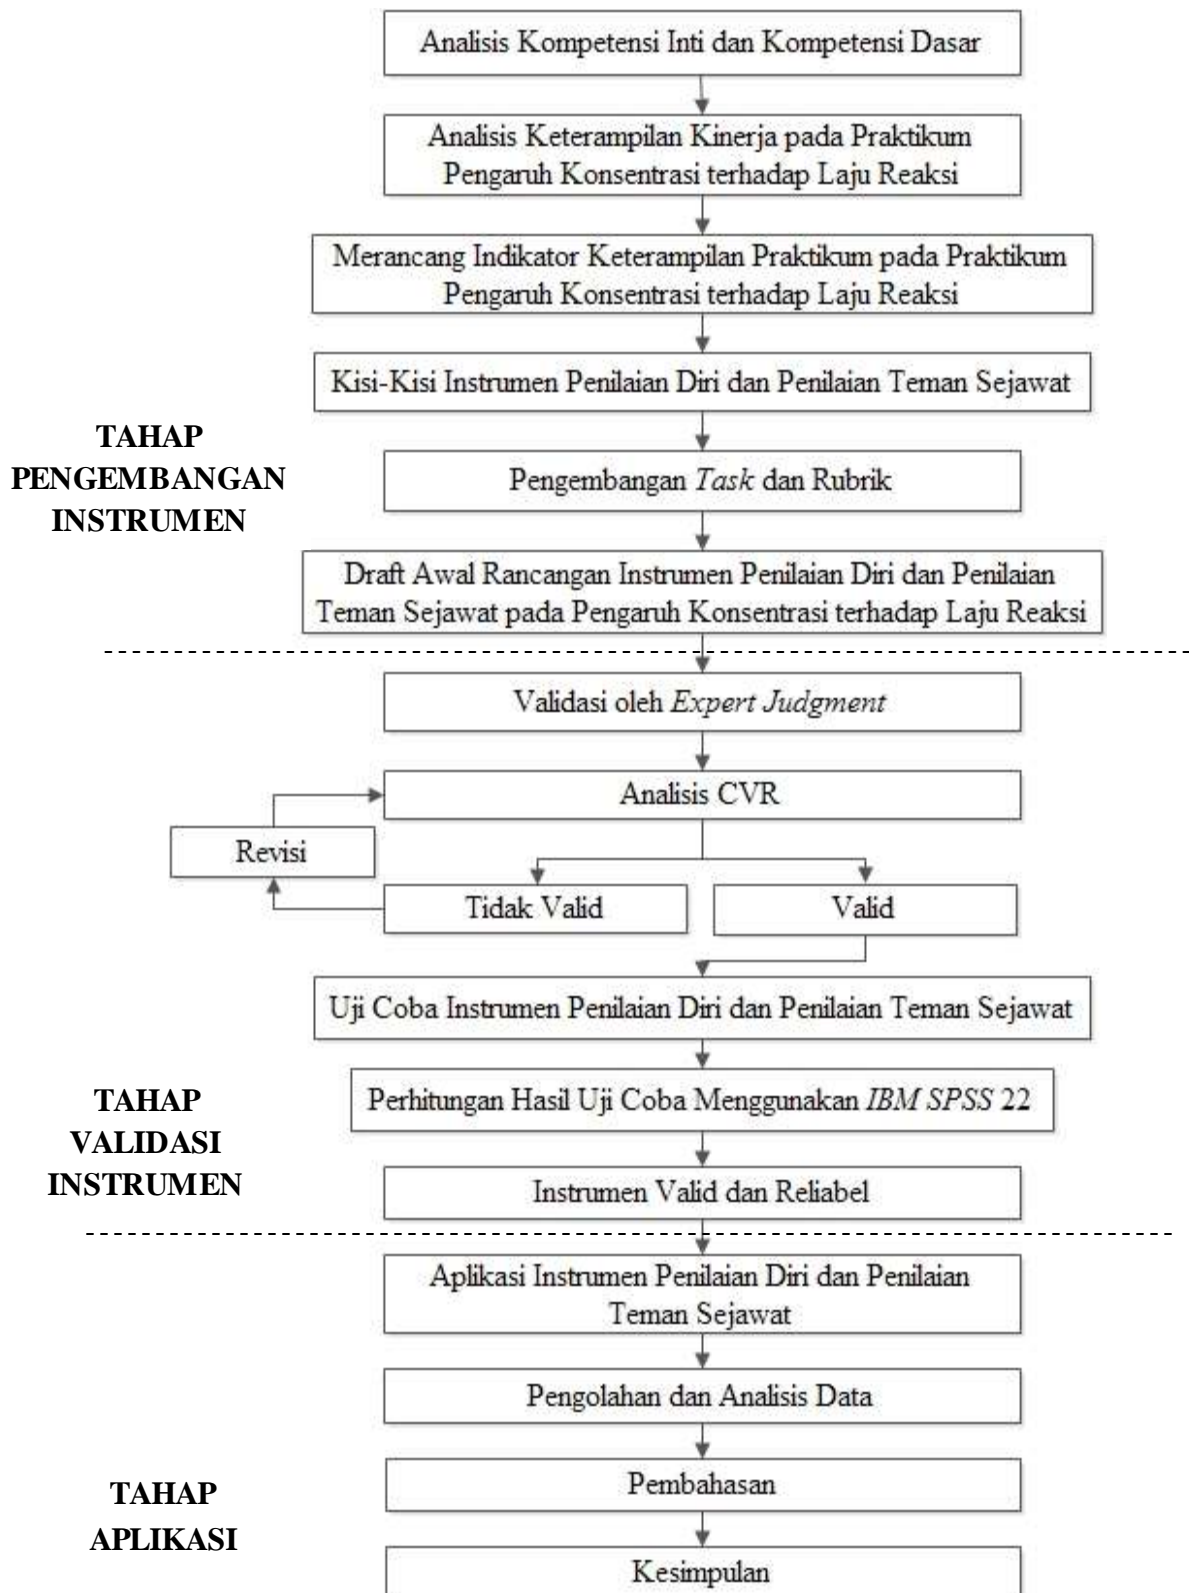 Analisis Kompetensi Inti dan Kompetensi Dasar
Analisis Keterampilan Kinerja pada Praktikum
Pengaruh Konsentrasi terhadap Laju Reaksi
Merancang Indikator Keterampilan Praktikum pada Praktikum
Pengaruh Konsentrasi terhadap Laju Reaksi
Kisi-Kisi Instrumen Penilaian Diri dan Penilaian Teman Sejawat
TAHAP
PENGEMBANGAN
INSTRUMEN
Pengembangan Task dan Rubrik
Draft Awal Rancangan Instrumen Penilaian Diri dan Penilaian
Teman Sejawat pada Pengaruh Konsentrasi terhadap Laju Reaksi
Validasi oleh Expert Judgment
Analisis CVR
Revisi
Tidak Valid
Valid
Uji Coba Instrumen Penilaian Diri dan Penilaian Teman Sejawat
TAHAP
VALIDASI
INSTRUMEN
Perhitungan Hasil Uji Coba Menggunakan IBM SPSS 22
Instrumen Valid dan Reliabel
Aplikasi Instrumen Penilaian Diri dan Penilaian
Teman Sejawat
Pengolahan dan Analisis Data
TAHAP
APLIKASI
Pembahasan
Kesimpulan